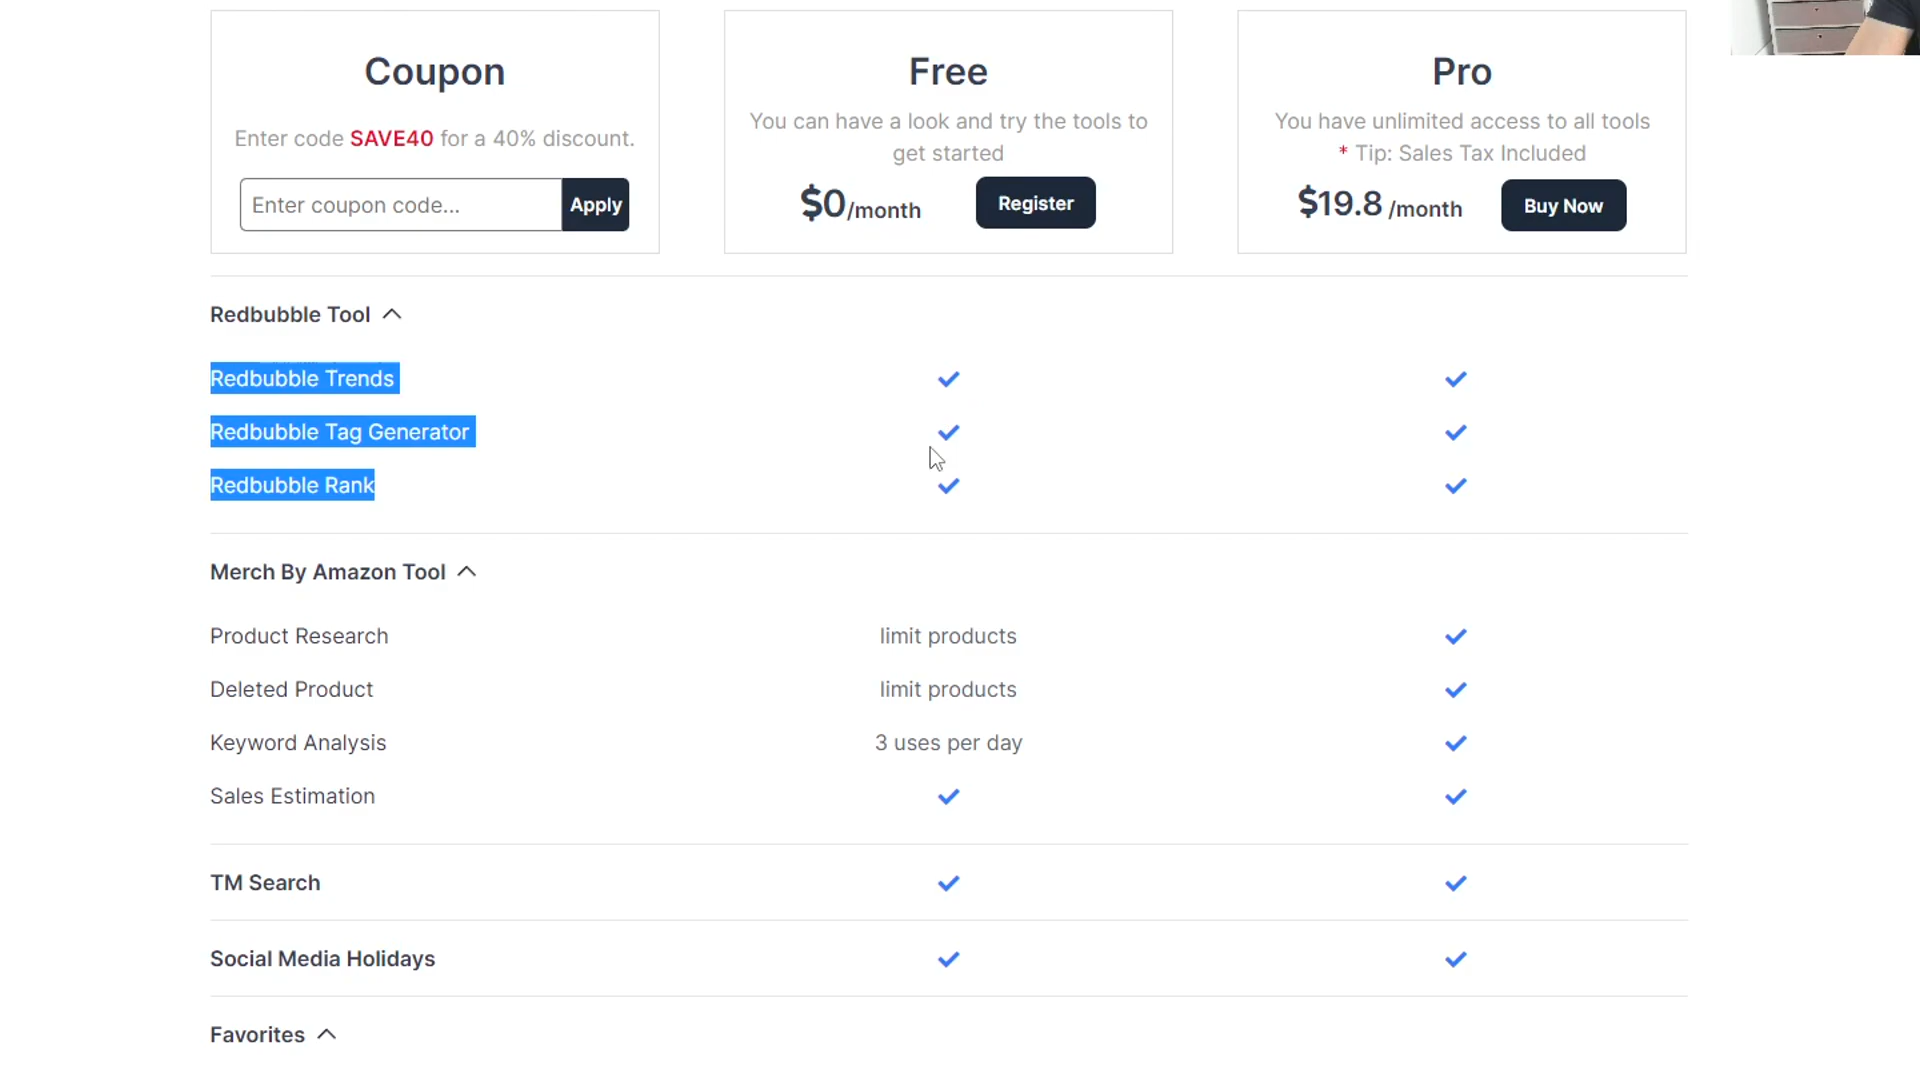 Coupon
Enter code SAVE40 for a 40% discount.
Enter coupon code...
Apply
Free
You can have a look and try the tools to
get started
$0/month
Register
Pro
You have unlimited access to all tools
* Tip: Sales Tax Included
$19.8 /month
Buy Now
Redbubble Tool
Redbubble Trends
Redbubble Tag Generator
Redbubble Rank
Merch By Amazon Tool
Product Research limit products
Deleted Product limit products
Keyword Analysis 3 uses per day
Sales Estimation
TM Search
Social Media Holidays
Favorites